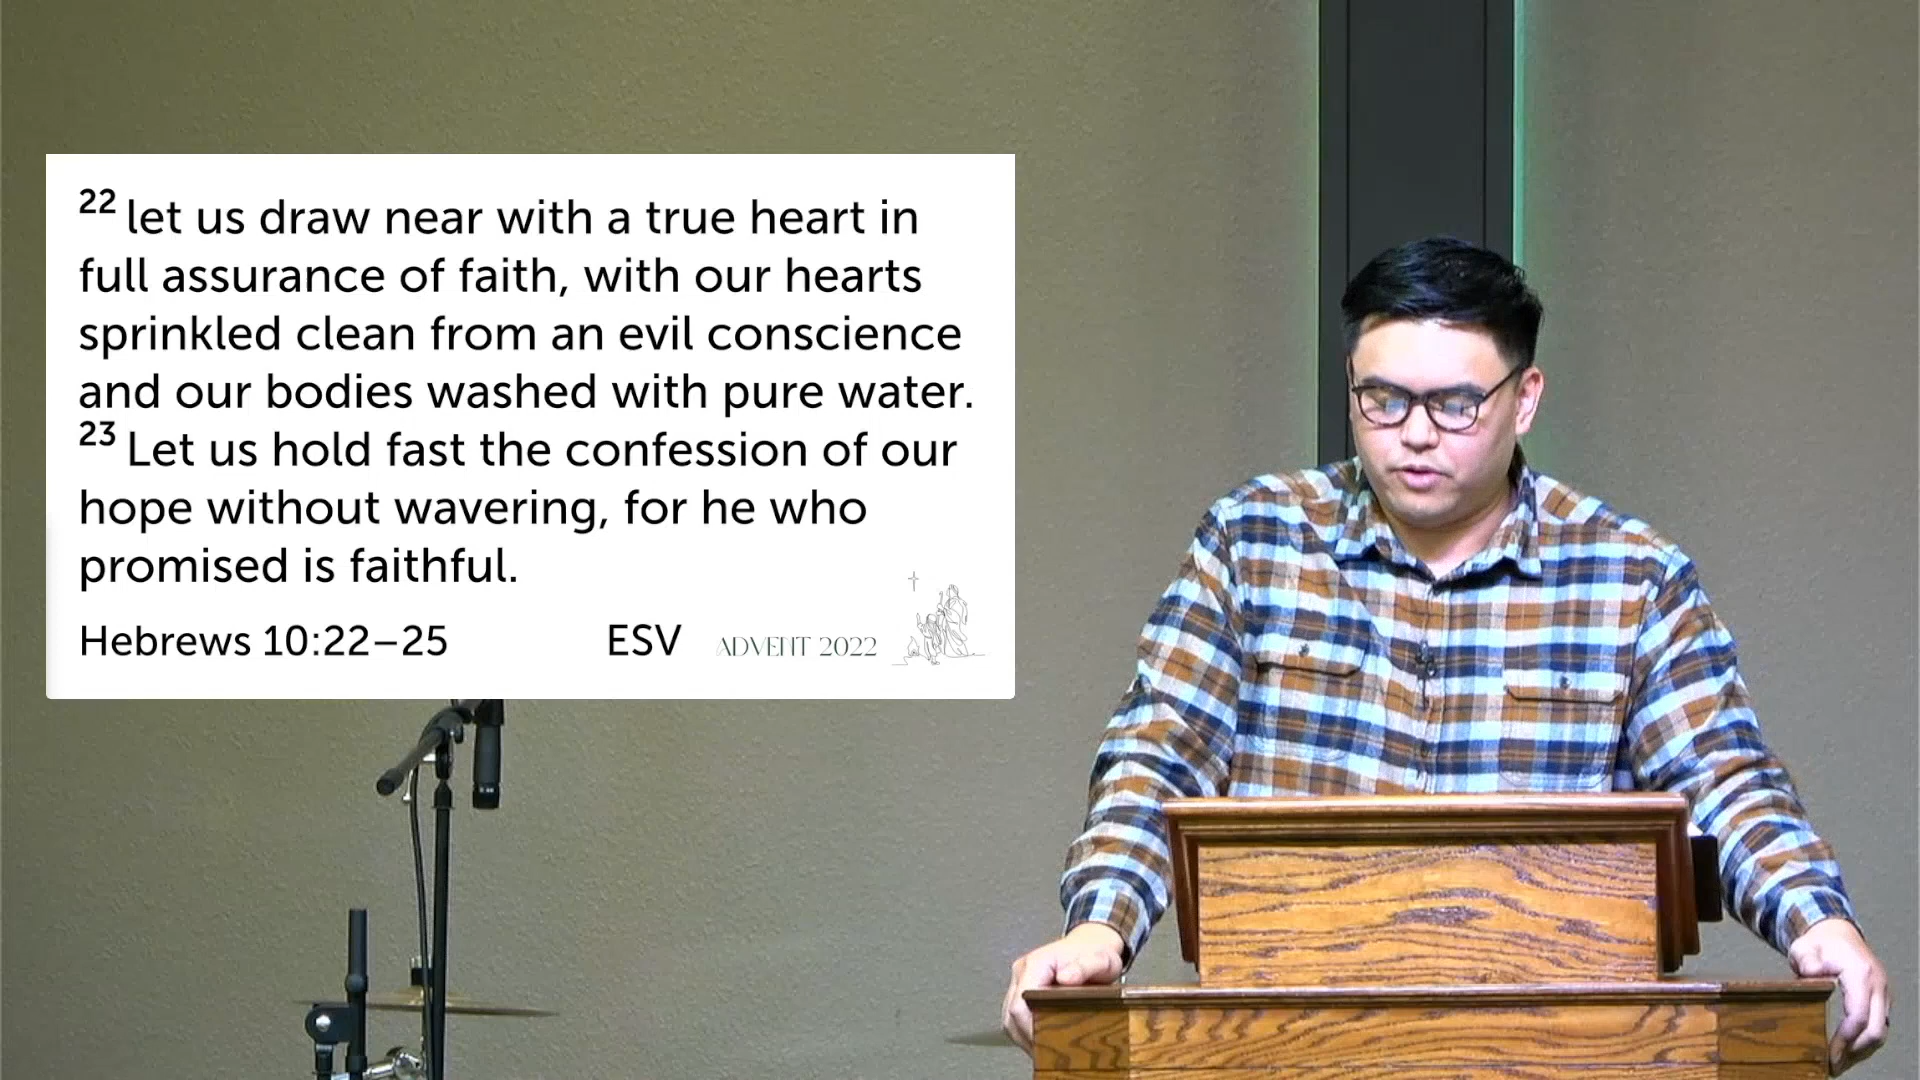 22 let us draw near with a true heart in
full assurance of faith, with our hearts
sprinkled clean from an evil conscience
and our bodies washed with pure water.
23 Let us hold fast the confession of our
hope without wavering, for he who
promised is faithful.
Hebrews 10:22–25 ESV ADVENT 2022